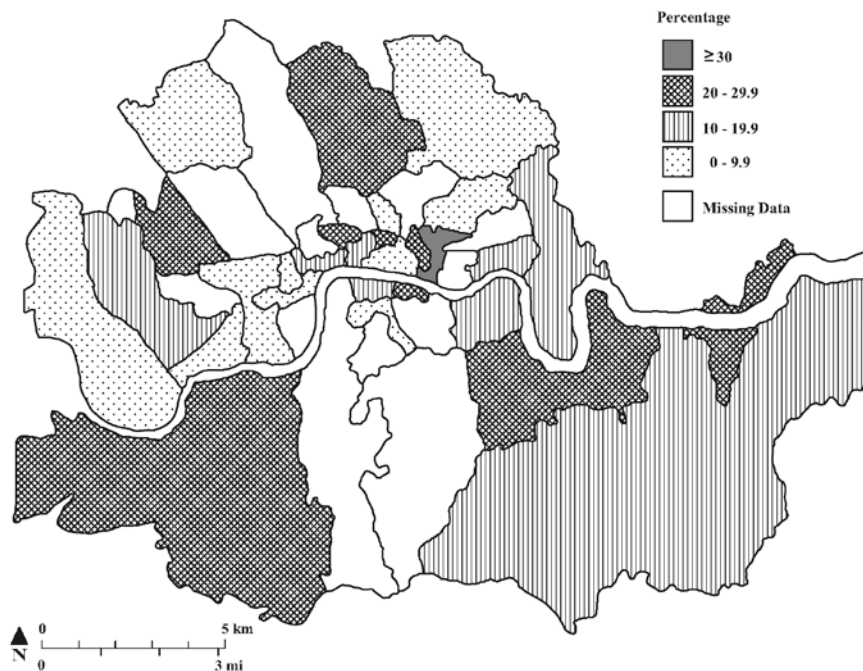 Percentage
≥ 30
20 - 29.9
10 - 19.9
0 - 9.9
Missing Data
0 5 km
N
0 3 mi